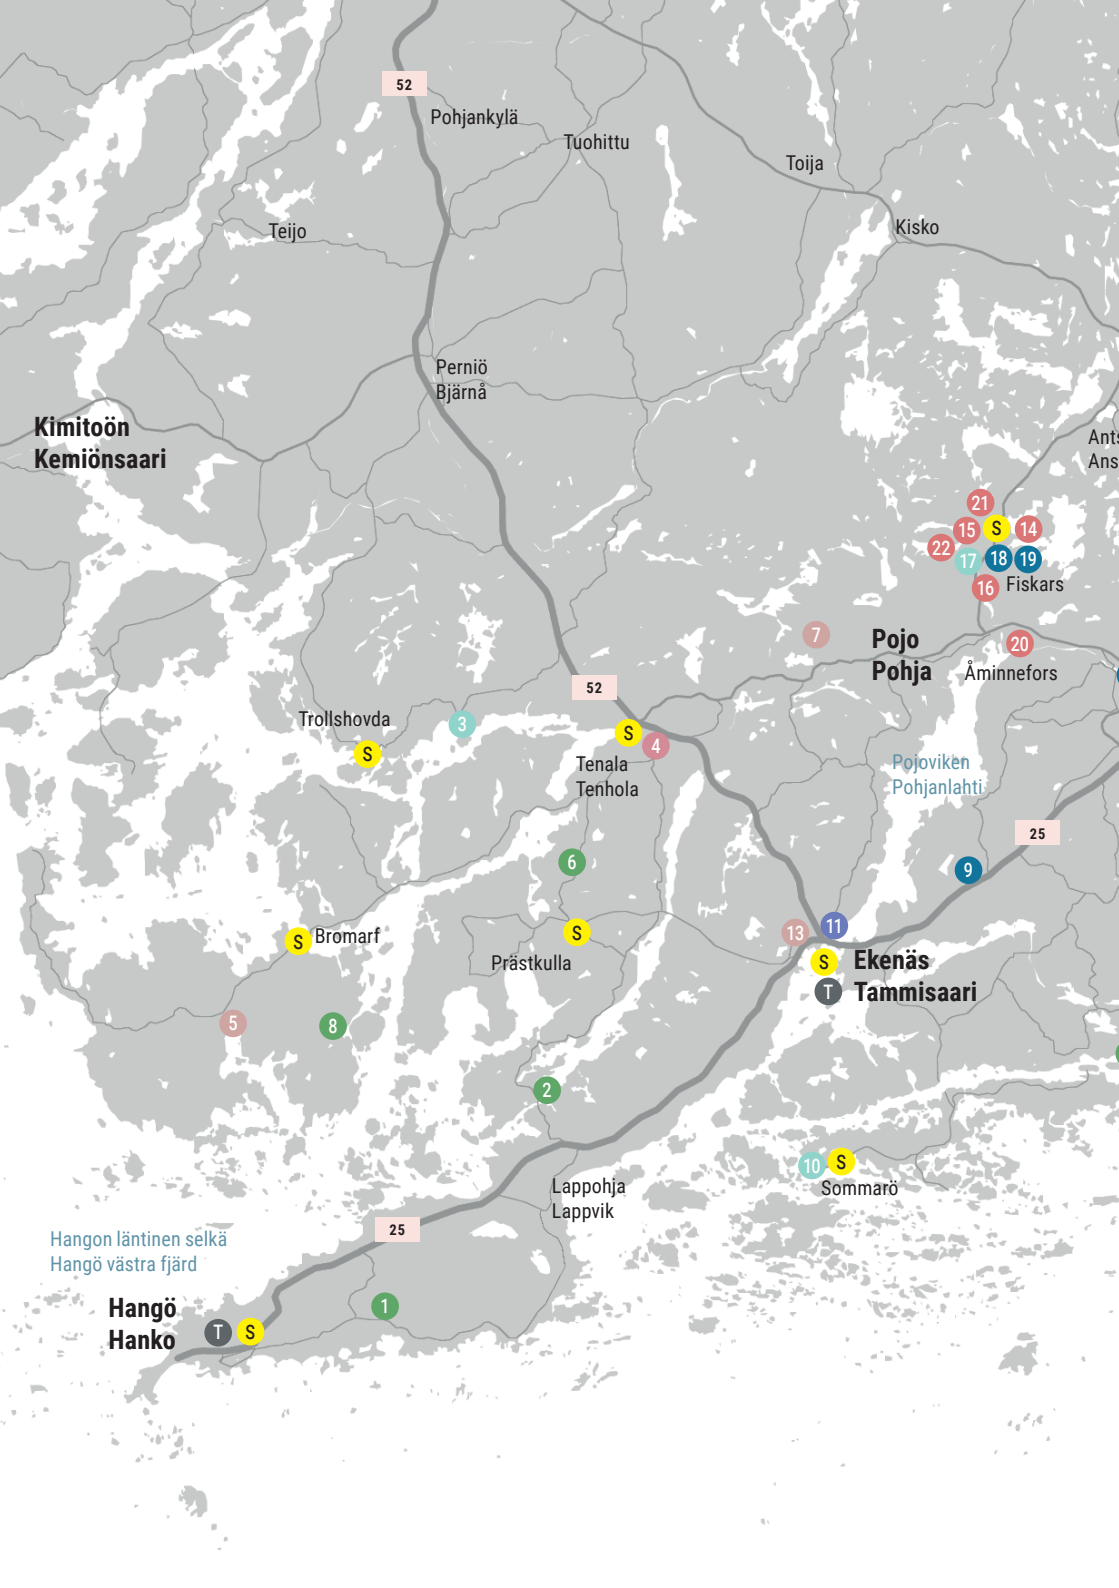 52
Pohjankylä
Tuohittu
Toija
Kisko
Teijo
Perniö
Bjärnå
Kimitoön
Kemiönsaari
Ants
Ans
21
15
S
14
22
17
18
19
16
Fiskars
7
Pojo
Pohja
20
Åminnefors
52
Trollshovda
3
S
S
4
Tenala
Tenhola
Pojoviken
Pohjanlahti
25
6
9
S
Bromarf
S
Prästkulla
13
11
S
Ekenäs
T
Tammisaari
5
8
2
10
S
Sommarö
Lappohja
Lappvik
25
Hangon läntinen selkä
Hangö västra fjärd
1
Hangö
Hanko
T
S